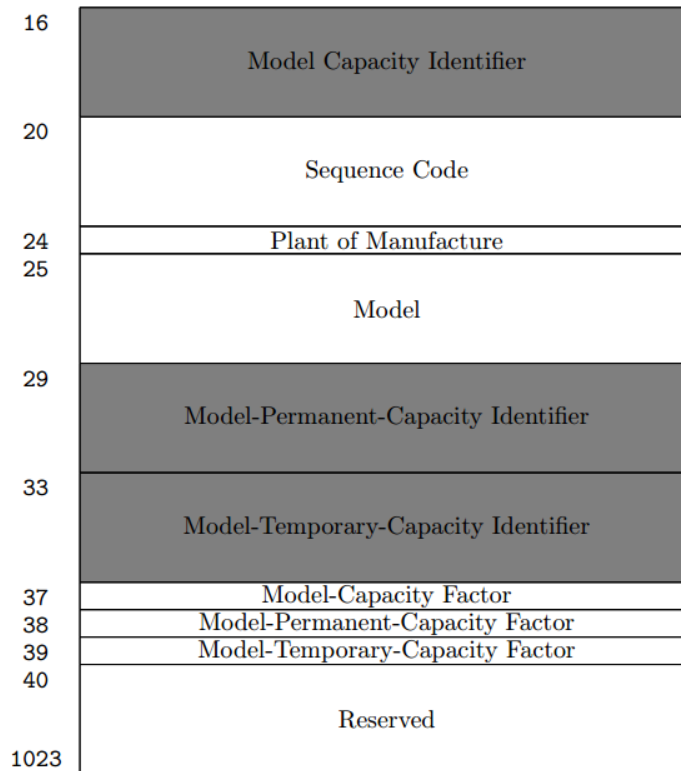 16
Model Capacity Identifier
20
Sequence Code
24
Plant of Manufacture
25
Model
29
Model-Permanent-Capacity Identifier
33
Model-Temporary-Capacity Identifier
37
Model-Capacity Factor
38
Model-Permanent-Capacity Factor
39
Model-Temporary-Capacity Factor
40
Reserved
1023